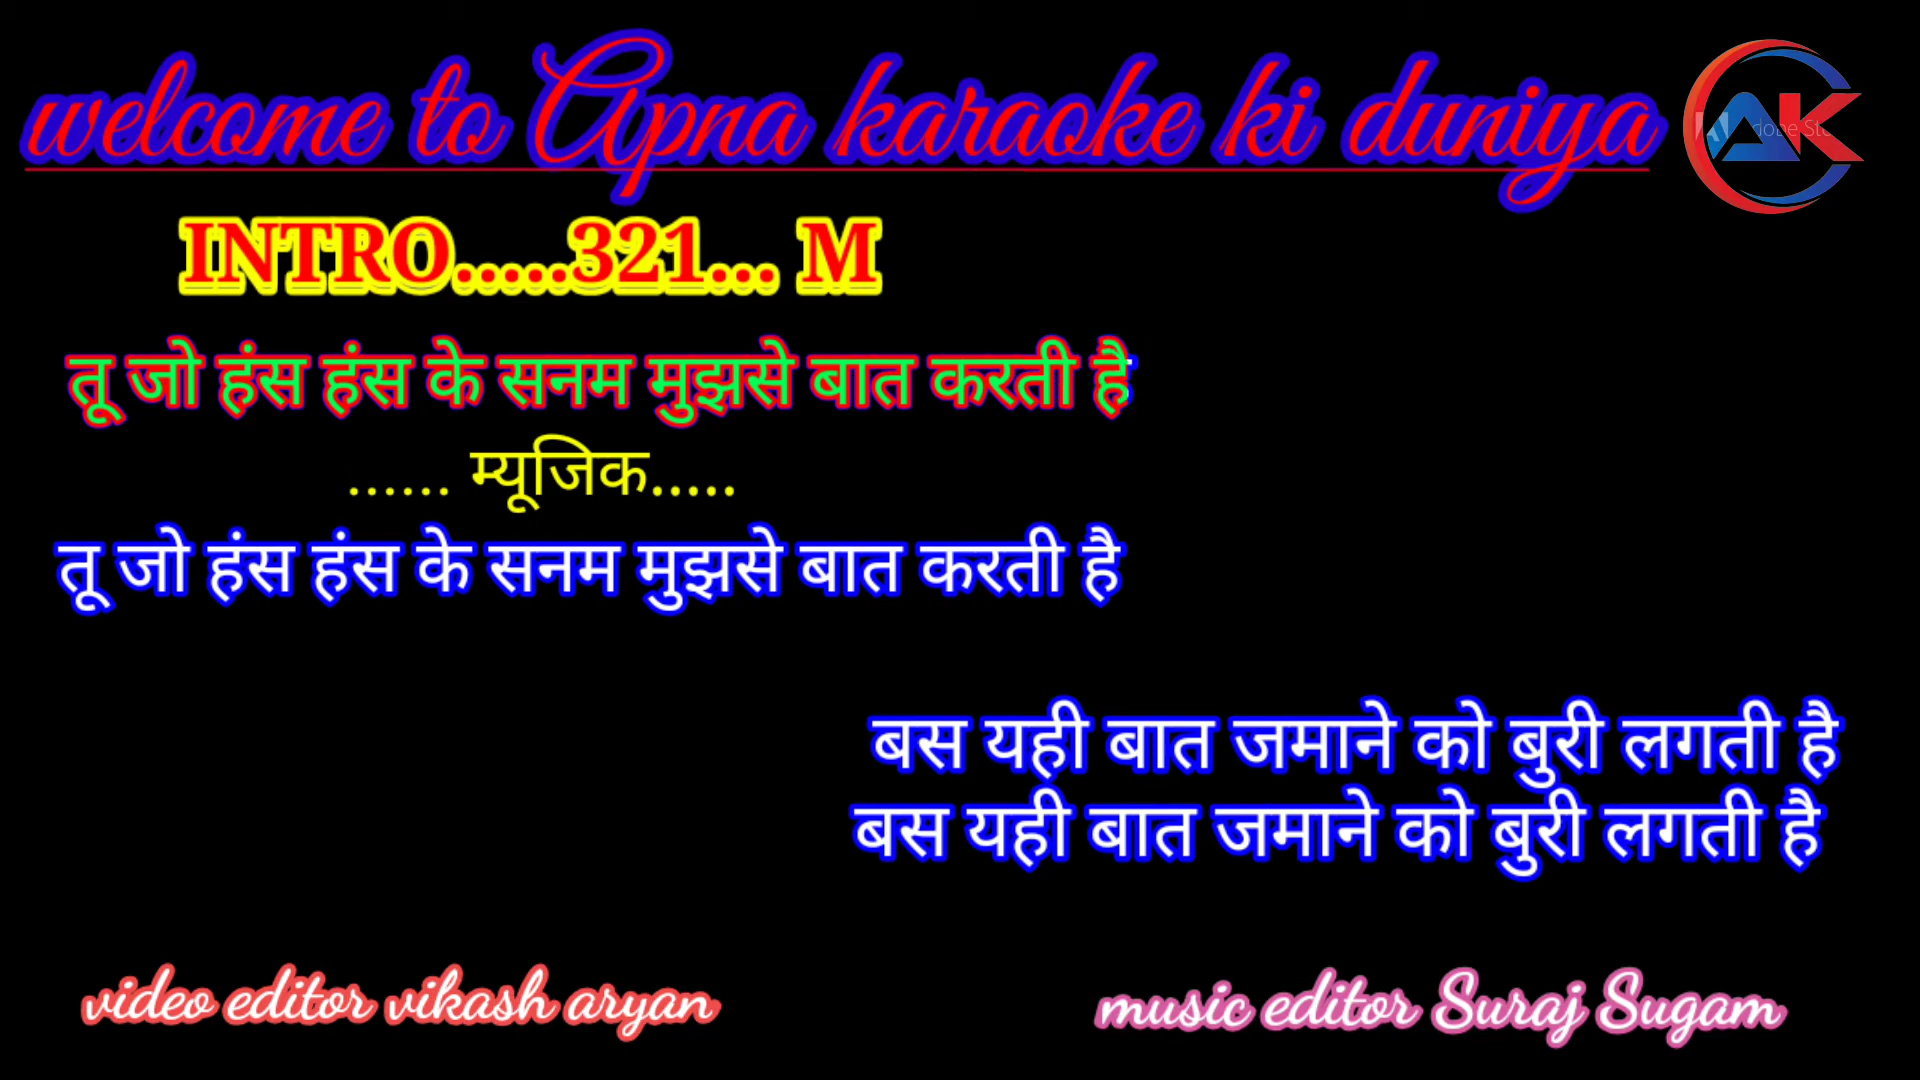 welcome to Apna karaoke ki duniya
AK
INTRO.....321... M
तू जो हंस हंस के सनम मुझसे बात करती है
...... म्यूजिक.....
तू जो हंस हंस के सनम मुझसे बात करती है
बस यही बात जमाने को बुरी लगती है
बस यही बात जमाने को बुरी लगती है
video editor vikash aryan
music editor Suraj Sugam